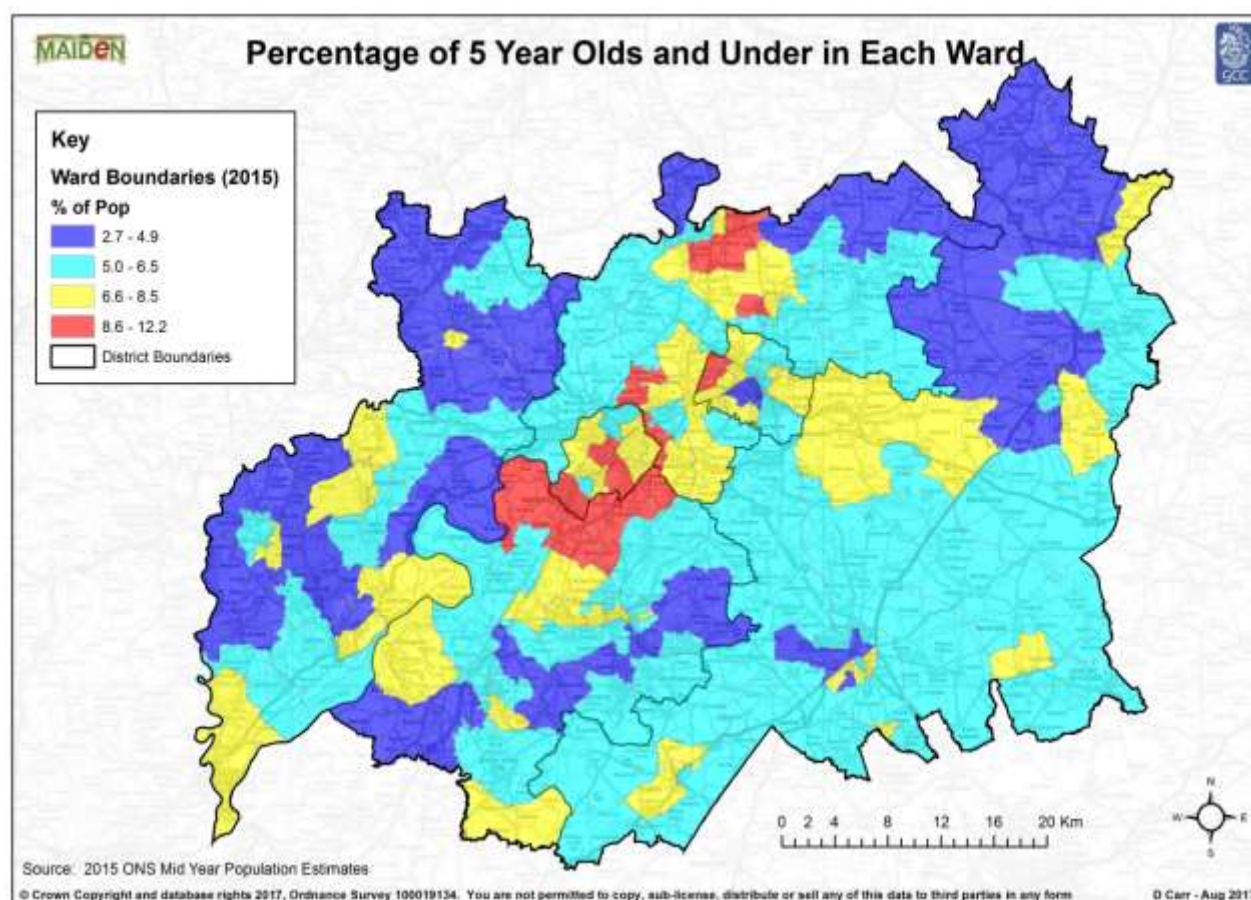 MAIDeN
Percentage of 5 Year Olds and Under in Each Ward
GCC
Key
Ward Boundaries (2015)
% of Pop
2.7 - 4.9
5.0 - 6.5
6.6 - 8.5
8.6 - 12.2
District Boundaries
N
W E
S
0 2 4 8 12 16 20 Km
Source: 2015 ONS Mid Year Population Estimates
© Crown Copyright and database rights 2017, Ordnance Survey 100019134. You are not permitted to copy, sub-license, distribute or sell any of this data to third parties in any form
D Carr - Aug 2017